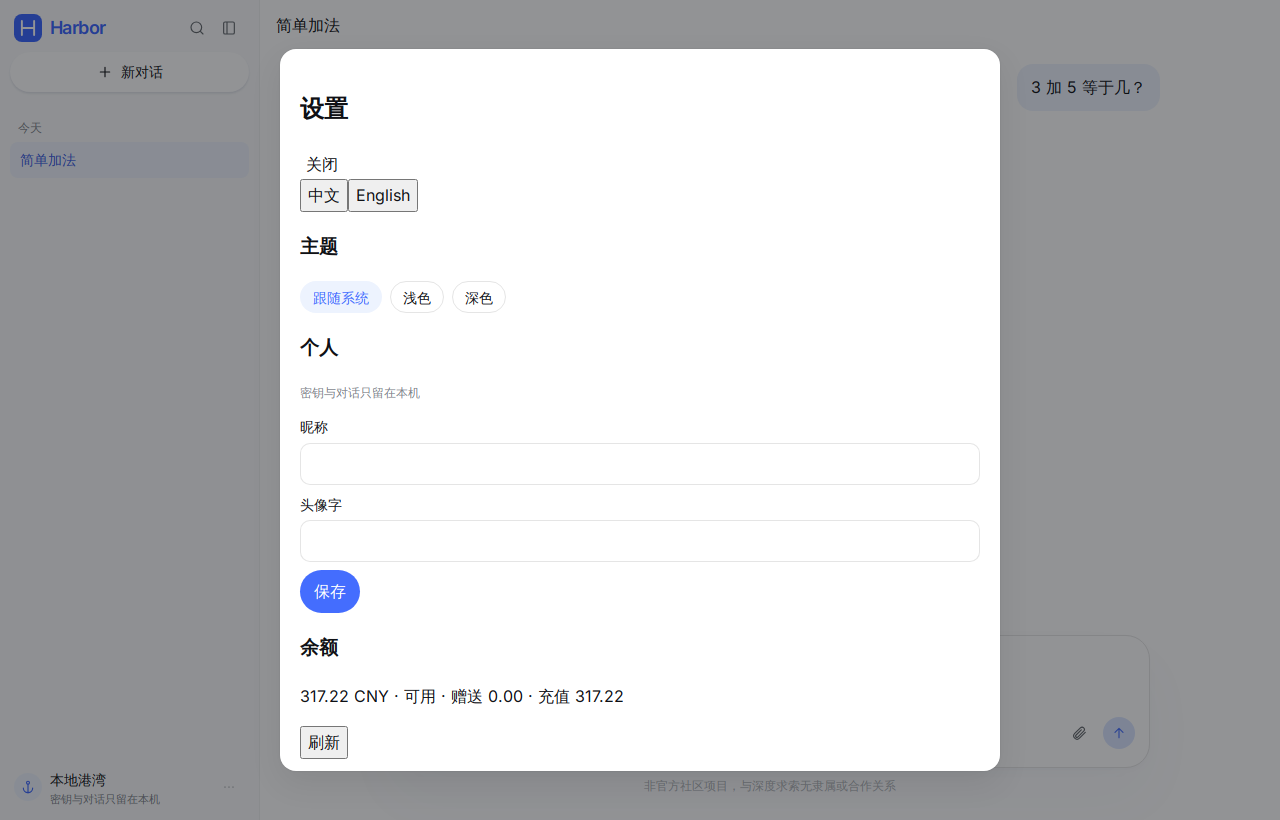 Harbor
新对话
今天
简单加法
本地港湾
密钥与对话只留在本机
简单加法
3 加 5 等于几？
设置
关闭
中文 English
主题
跟随系统 浅色 深色
个人
密钥与对话只留在本机
昵称
头像字
保存
余额
317.22 CNY · 可用 · 赠送 0.00 · 充值 317.22
刷新
非官方社区项目，与深度求索无隶属或合作关系